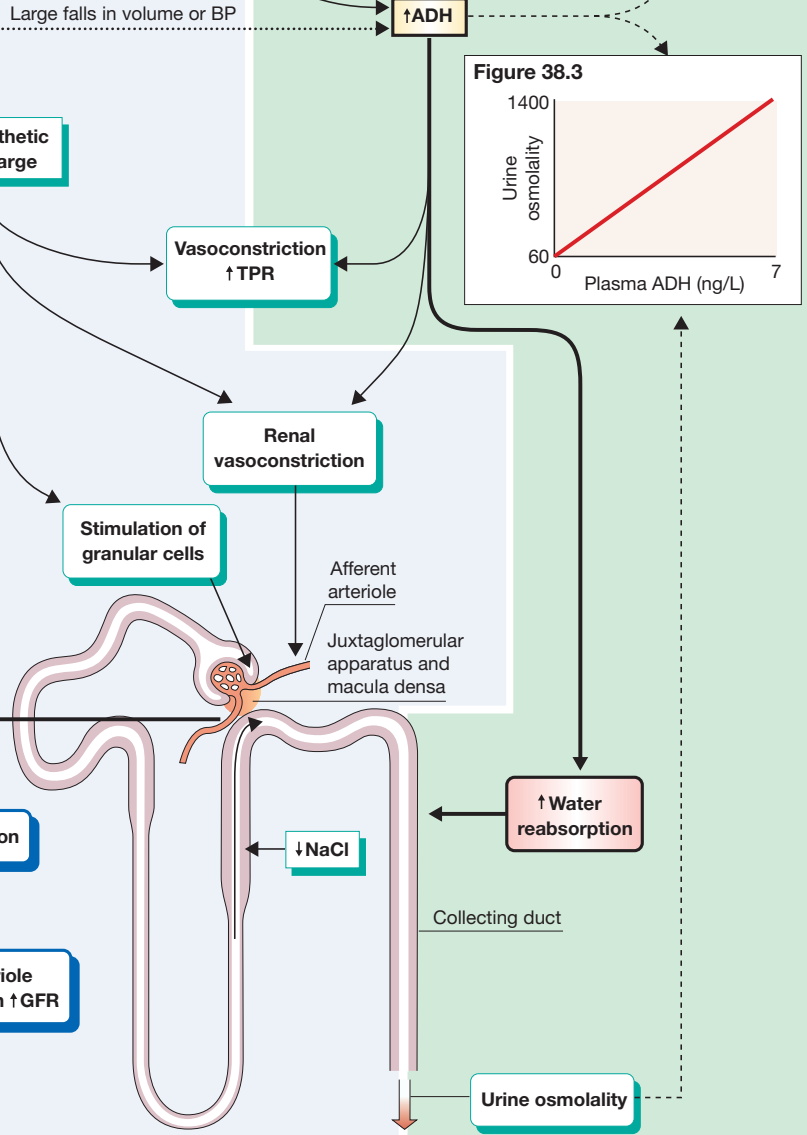 Large falls in volume or BP
↑ADH
Figure 38.3
1400
Urine
osmolality
60
0
7
Plasma ADH (ng/L)
thetic
arge
Vasoconstriction
↑TPR
Renal
vasoconstriction
Stimulation of
granular cells
Afferent
arteriole
Juxtaglomerular
apparatus and
macula densa
↑Water
reabsorption
on
↓NaCl
Collecting duct
iole
↑GFR
Urine osmolality